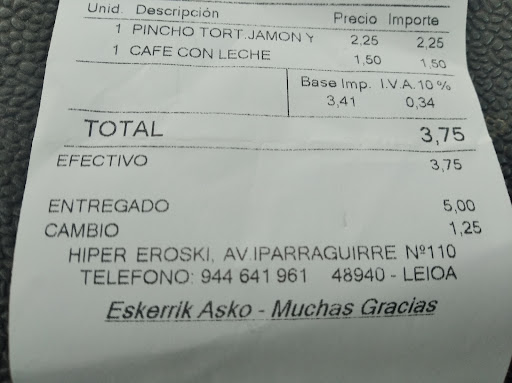 Unid. Descripción Precio Importe
1 PINCHO TORT.JAMON Y 2,25 2,25
1 CAFE CON LECHE 1,50 1,50
Base Imp. I.V.A. 10 %
3,41 0,34
TOTAL 3,75
EFECTIVO 3,75
ENTREGADO 5,00
CAMBIO 1,25
HIPER EROSKI, AV.IPARRAGUIRRE Nº110
TELEFONO: 944 641 961 48940 - LEIOA
Eskerrik Asko - Muchas Gracias